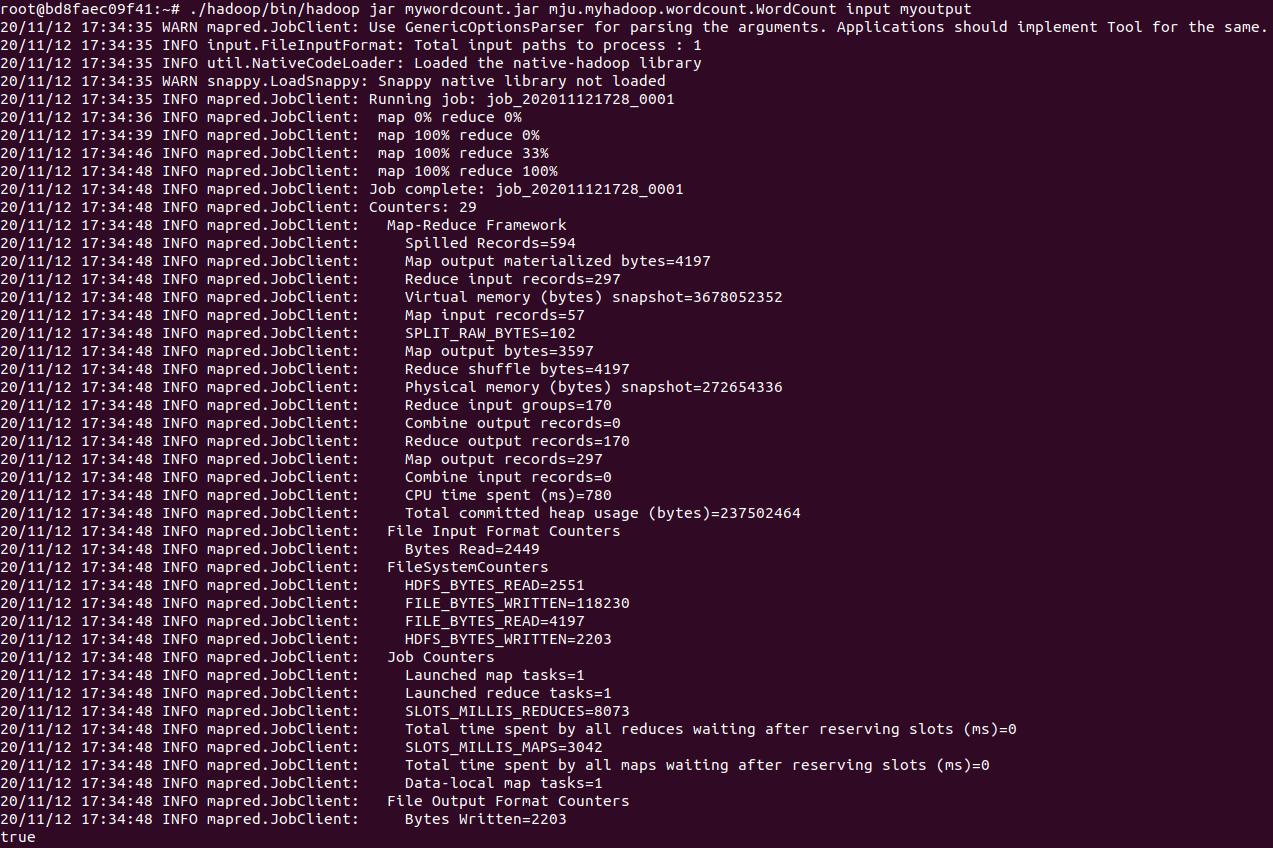 root@bd8faec09f41:~# ./hadoop/bin/hadoop jar mywordcount.jar mju.myhadoop.wordcount.WordCount input myoutput
20/11/12 17:34:35 WARN mapred.JobClient: Use GenericOptionsParser for parsing the arguments. Applications should implement Tool for the same.
20/11/12 17:34:35 INFO input.FileInputFormat: Total input paths to process : 1
20/11/12 17:34:35 INFO util.NativeCodeLoader: Loaded the native-hadoop library
20/11/12 17:34:35 WARN snappy.LoadSnappy: Snappy native library not loaded
20/11/12 17:34:35 INFO mapred.JobClient: Running job: job_202011121728_0001
20/11/12 17:34:36 INFO mapred.JobClient:  map 0% reduce 0%
20/11/12 17:34:39 INFO mapred.JobClient:  map 100% reduce 0%
20/11/12 17:34:46 INFO mapred.JobClient:  map 100% reduce 33%
20/11/12 17:34:48 INFO mapred.JobClient:  map 100% reduce 100%
20/11/12 17:34:48 INFO mapred.JobClient: Job complete: job_202011121728_0001
20/11/12 17:34:48 INFO mapred.JobClient: Counters: 29
20/11/12 17:34:48 INFO mapred.JobClient:   Map-Reduce Framework
20/11/12 17:34:48 INFO mapred.JobClient:     Spilled Records=594
20/11/12 17:34:48 INFO mapred.JobClient:     Map output materialized bytes=4197
20/11/12 17:34:48 INFO mapred.JobClient:     Reduce input records=297
20/11/12 17:34:48 INFO mapred.JobClient:     Virtual memory (bytes) snapshot=3678052352
20/11/12 17:34:48 INFO mapred.JobClient:     Map input records=57
20/11/12 17:34:48 INFO mapred.JobClient:     SPLIT_RAW_BYTES=102
20/11/12 17:34:48 INFO mapred.JobClient:     Map output bytes=3597
20/11/12 17:34:48 INFO mapred.JobClient:     Reduce shuffle bytes=4197
20/11/12 17:34:48 INFO mapred.JobClient:     Physical memory (bytes) snapshot=272654336
20/11/12 17:34:48 INFO mapred.JobClient:     Reduce input groups=170
20/11/12 17:34:48 INFO mapred.JobClient:     Combine output records=0
20/11/12 17:34:48 INFO mapred.JobClient:     Reduce output records=170
20/11/12 17:34:48 INFO mapred.JobClient:     Map output records=297
20/11/12 17:34:48 INFO mapred.JobClient:     Combine input records=0
20/11/12 17:34:48 INFO mapred.JobClient:     CPU time spent (ms)=780
20/11/12 17:34:48 INFO mapred.JobClient:     Total committed heap usage (bytes)=237502464
20/11/12 17:34:48 INFO mapred.JobClient:   File Input Format Counters
20/11/12 17:34:48 INFO mapred.JobClient:     Bytes Read=2449
20/11/12 17:34:48 INFO mapred.JobClient:   FileSystemCounters
20/11/12 17:34:48 INFO mapred.JobClient:     HDFS_BYTES_READ=2551
20/11/12 17:34:48 INFO mapred.JobClient:     FILE_BYTES_WRITTEN=118230
20/11/12 17:34:48 INFO mapred.JobClient:     FILE_BYTES_READ=4197
20/11/12 17:34:48 INFO mapred.JobClient:     HDFS_BYTES_WRITTEN=2203
20/11/12 17:34:48 INFO mapred.JobClient:   Job Counters
20/11/12 17:34:48 INFO mapred.JobClient:     Launched map tasks=1
20/11/12 17:34:48 INFO mapred.JobClient:     Launched reduce tasks=1
20/11/12 17:34:48 INFO mapred.JobClient:     SLOTS_MILLIS_REDUCES=8073
20/11/12 17:34:48 INFO mapred.JobClient:     Total time spent by all reduces waiting after reserving slots (ms)=0
20/11/12 17:34:48 INFO mapred.JobClient:     SLOTS_MILLIS_MAPS=3042
20/11/12 17:34:48 INFO mapred.JobClient:     Total time spent by all maps waiting after reserving slots (ms)=0
20/11/12 17:34:48 INFO mapred.JobClient:     Data-local map tasks=1
20/11/12 17:34:48 INFO mapred.JobClient:   File Output Format Counters
20/11/12 17:34:48 INFO mapred.JobClient:     Bytes Written=2203
true